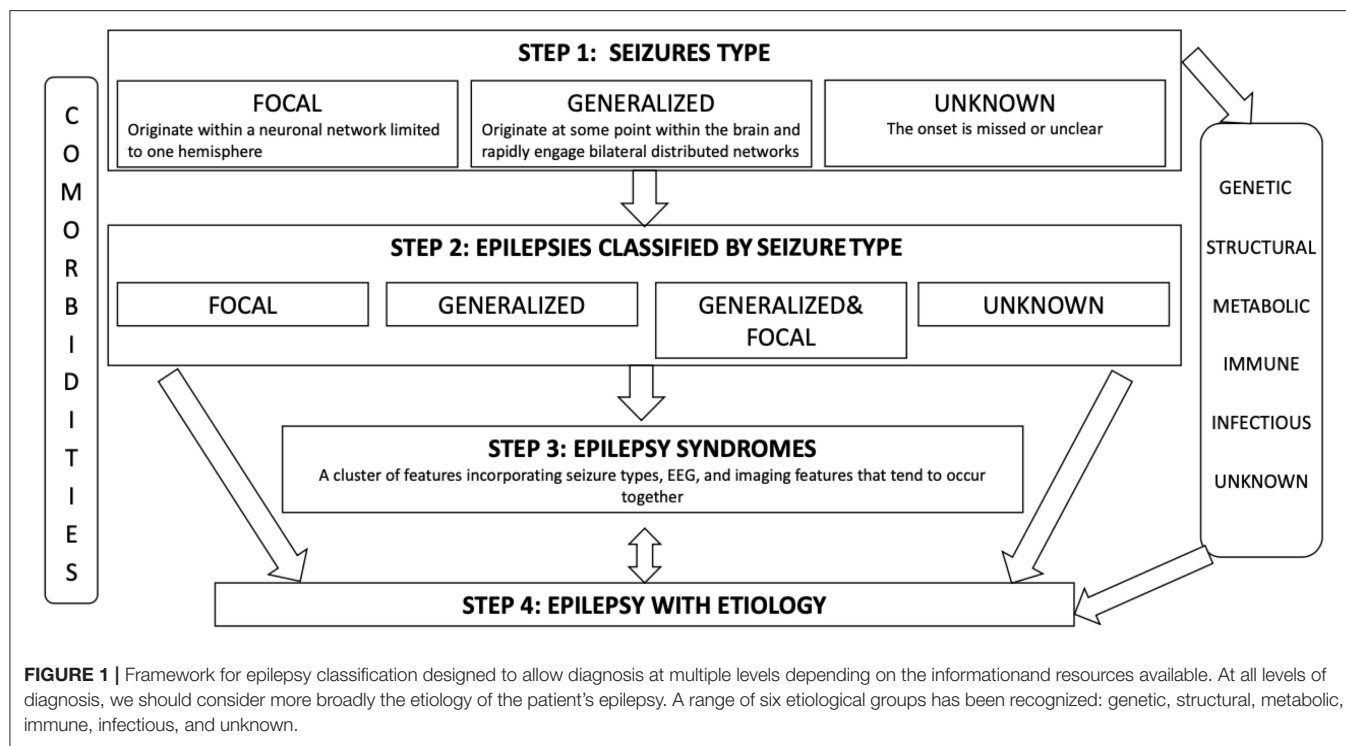 COMORBIDITIES
STEP 1: SEIZURES TYPE
FOCAL
Originate within a neuronal network limited
to one hemisphere
GENERALIZED
Originate at some point within the brain and
rapidly engage bilateral distributed networks
UNKNOWN
The onset is missed or unclear
STEP 2: EPILEPSIES CLASSIFIED BY SEIZURE TYPE
FOCAL
GENERALIZED
GENERALIZED&
FOCAL
UNKNOWN
STEP 3: EPILEPSY SYNDROMES
A cluster of features incorporating seizure types, EEG, and imaging features that tend to occur
together
STEP 4: EPILEPSY WITH ETIOLOGY
GENETIC
STRUCTURAL
METABOLIC
IMMUNE
INFECTIOUS
UNKNOWN
FIGURE 1 | Framework for epilepsy classification designed to allow diagnosis at multiple levels depending on the informationand resources available. At all levels of
diagnosis, we should consider more broadly the etiology of the patient's epilepsy. A range of six etiological groups has been recognized: genetic, structural, metabolic,
immune, infectious, and unknown.